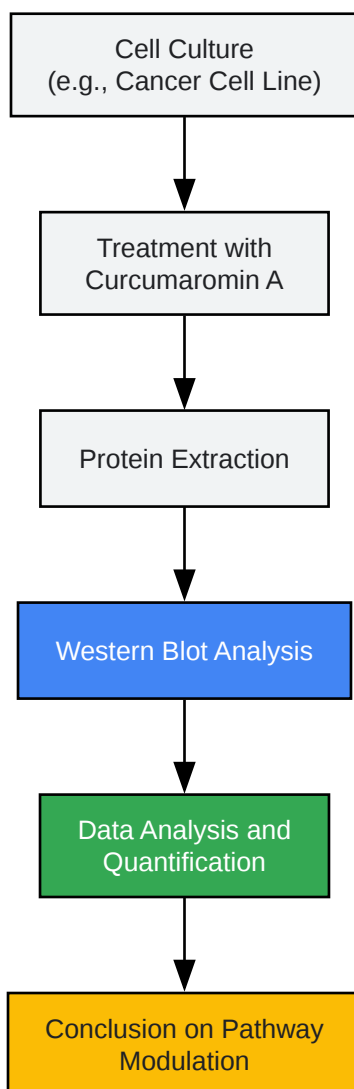 Cell Culture
(e.g., Cancer Cell Line)
Treatment with
Curcumaromin A
Protein Extraction
Western Blot Analysis
Data Analysis and
Quantification
Conclusion on Pathway
Modulation